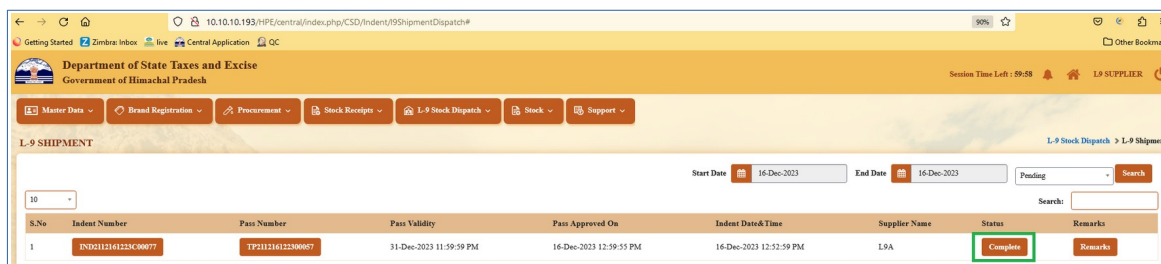 10.10.10.193/HPE/central/index.php/CSD/Indent/I9ShipmentDispatch# 90%
Getting Started Zimbra: Inbox live Central Application QC Other Bookma
Department of State Taxes and Excise
Government of Himachal Pradesh
Session Time Left : 59:58 L9 SUPPLIER
Master Data Brand Registration Procurement Stock Receipts L-9 Stock Dispatch Stock Support
L-9 SHIPMENT L-9 Stock Dispatch > L-9 Shipme
Start Date 16-Dec-2023 End Date 16-Dec-2023 Pending Search
10 Search:
S.No Indent Number Pass Number Pass Validity Pass Approved On Indent Date&Time Supplier Name Status Remarks
1 IND2112161223C00077 TP211216122300057 31-Dec-2023 11:59:59 PM 16-Dec-2023 12:59:55 PM 16-Dec-2023 12:52:59 PM L9A Complete Remarks